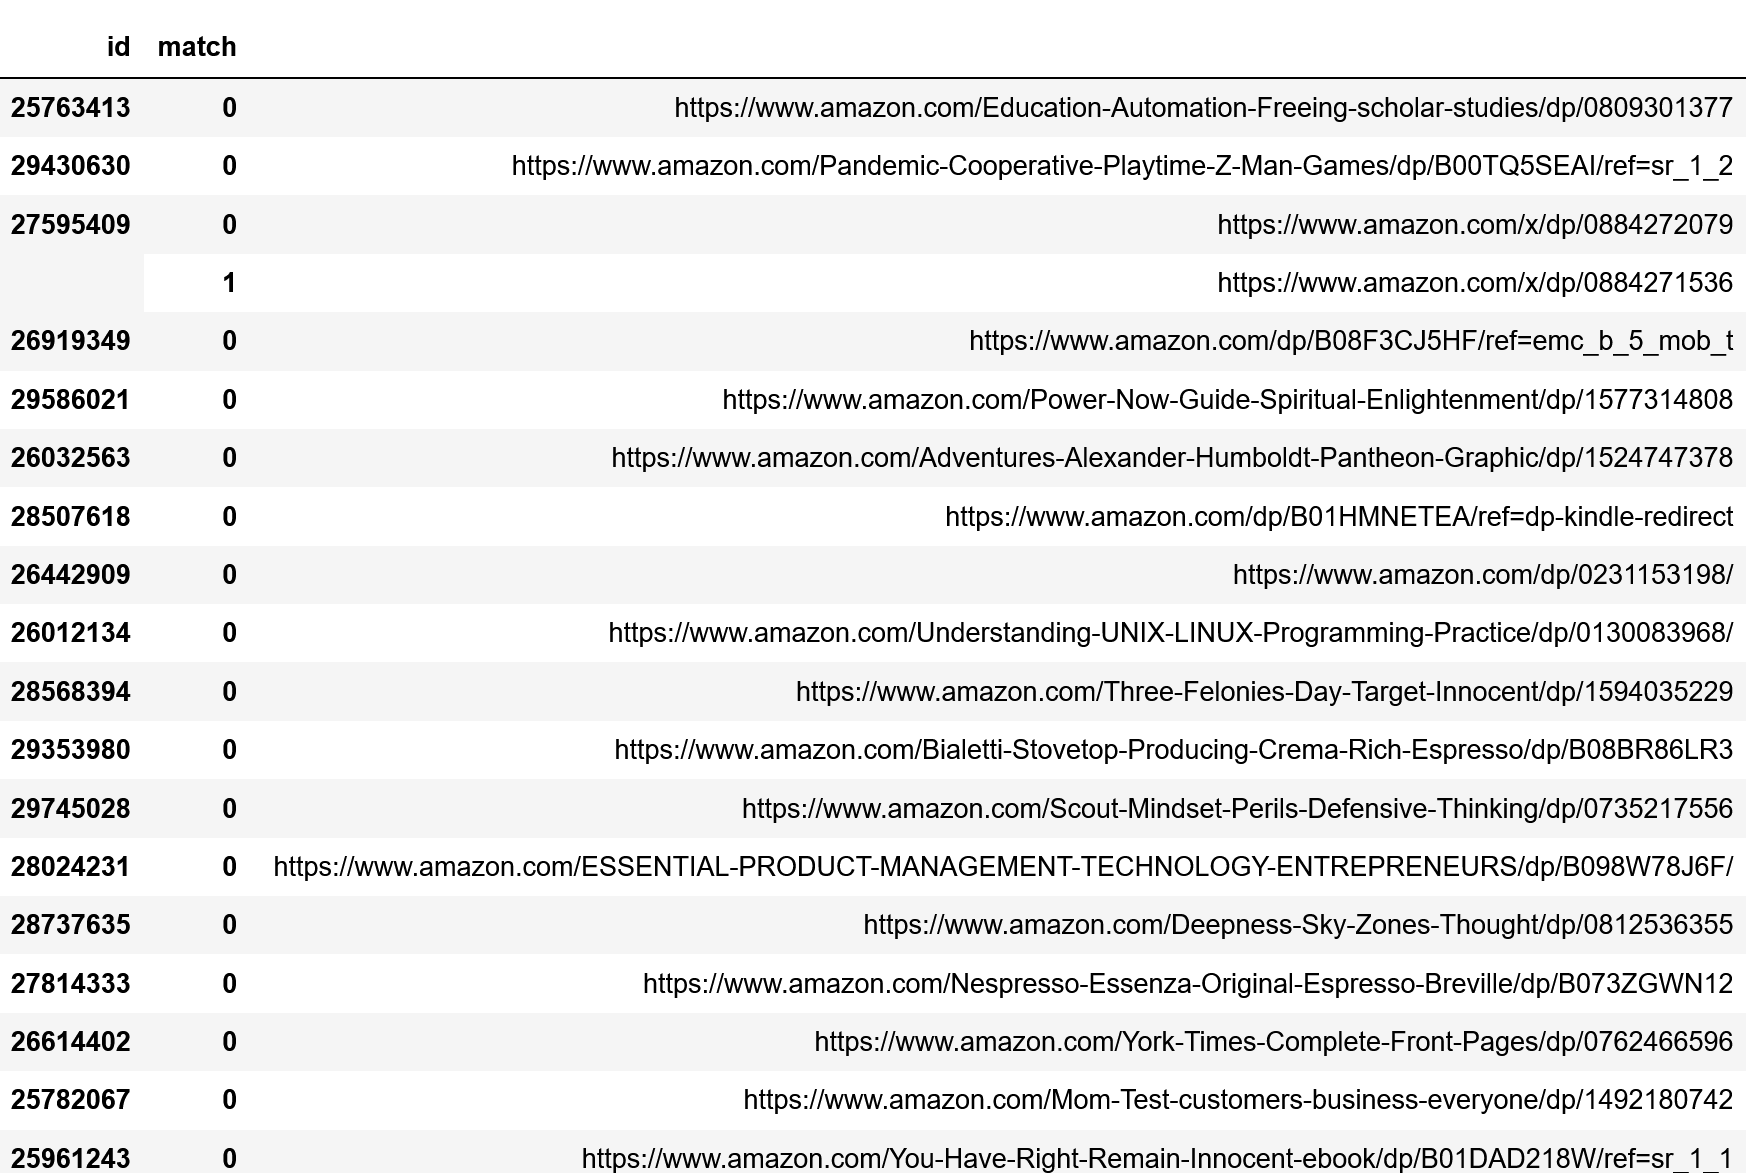 id match
25763413 0 https://www.amazon.com/Education-Automation-Freeing-scholar-studies/dp/0809301377
29430630 0 https://www.amazon.com/Pandemic-Cooperative-Playtime-Z-Man-Games/dp/B00TQ5SEAI/ref=sr_1_2
27595409 0 https://www.amazon.com/x/dp/0884272079
1 https://www.amazon.com/x/dp/0884271536
26919349 0 https://www.amazon.com/dp/B08F3CJ5HF/ref=emc_b_5_mob_t
29586021 0 https://www.amazon.com/Power-Now-Guide-Spiritual-Enlightenment/dp/1577314808
26032563 0 https://www.amazon.com/Adventures-Alexander-Humboldt-Pantheon-Graphic/dp/1524747378
28507618 0 https://www.amazon.com/dp/B01HMNETEA/ref=dp-kindle-redirect
26442909 0 https://www.amazon.com/dp/0231153198/
26012134 0 https://www.amazon.com/Understanding-UNIX-LINUX-Programming-Practice/dp/0130083968/
28568394 0 https://www.amazon.com/Three-Felonies-Day-Target-Innocent/dp/1594035229
29353980 0 https://www.amazon.com/Bialetti-Stovetop-Producing-Crema-Rich-Espresso/dp/B08BR86LR3
29745028 0 https://www.amazon.com/Scout-Mindset-Perils-Defensive-Thinking/dp/0735217556
28024231 0 https://www.amazon.com/ESSENTIAL-PRODUCT-MANAGEMENT-TECHNOLOGY-ENTREPRENEURS/dp/B098W78J6F/
28737635 0 https://www.amazon.com/Deepness-Sky-Zones-Thought/dp/0812536355
27814333 0 https://www.amazon.com/Nespresso-Essenza-Original-Espresso-Breville/dp/B073ZGWN12
26614402 0 https://www.amazon.com/York-Times-Complete-Front-Pages/dp/0762466596
25782067 0 https://www.amazon.com/Mom-Test-customers-business-everyone/dp/1492180742
25961243 0 https://www.amazon.com/You-Have-Right-Remain-Innocent-ebook/dp/B01DAD218W/ref=sr_1_1